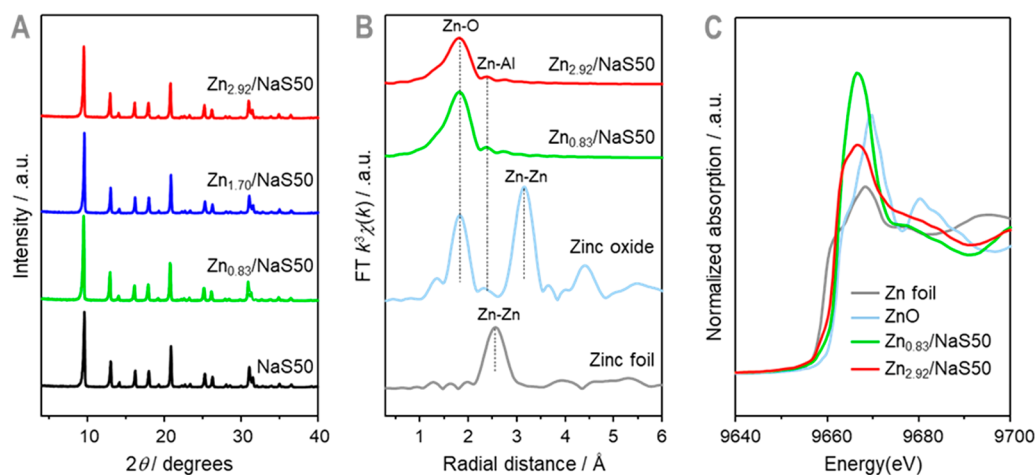 A
Intensity / .a.u.
Zn2.92/NaS50
Zn1.70/NaS50
Zn0.83/NaS50
NaS50
10 20 30 40
2θ/ degrees
B
FT k³χ(k) / .a.u.
Zn-O
Zn-Al
Zn2.92/NaS50
Zn0.83/NaS50
Zn-Zn
Zinc oxide
Zn-Zn
Zinc foil
1 2 3 4 5 6
Radial distance / Å
C
Normalized absorption / .a.u.
Zn foil
ZnO
Zn0.83/NaS50
Zn2.92/NaS50
9640 9660 9680 9700
Energy(eV)